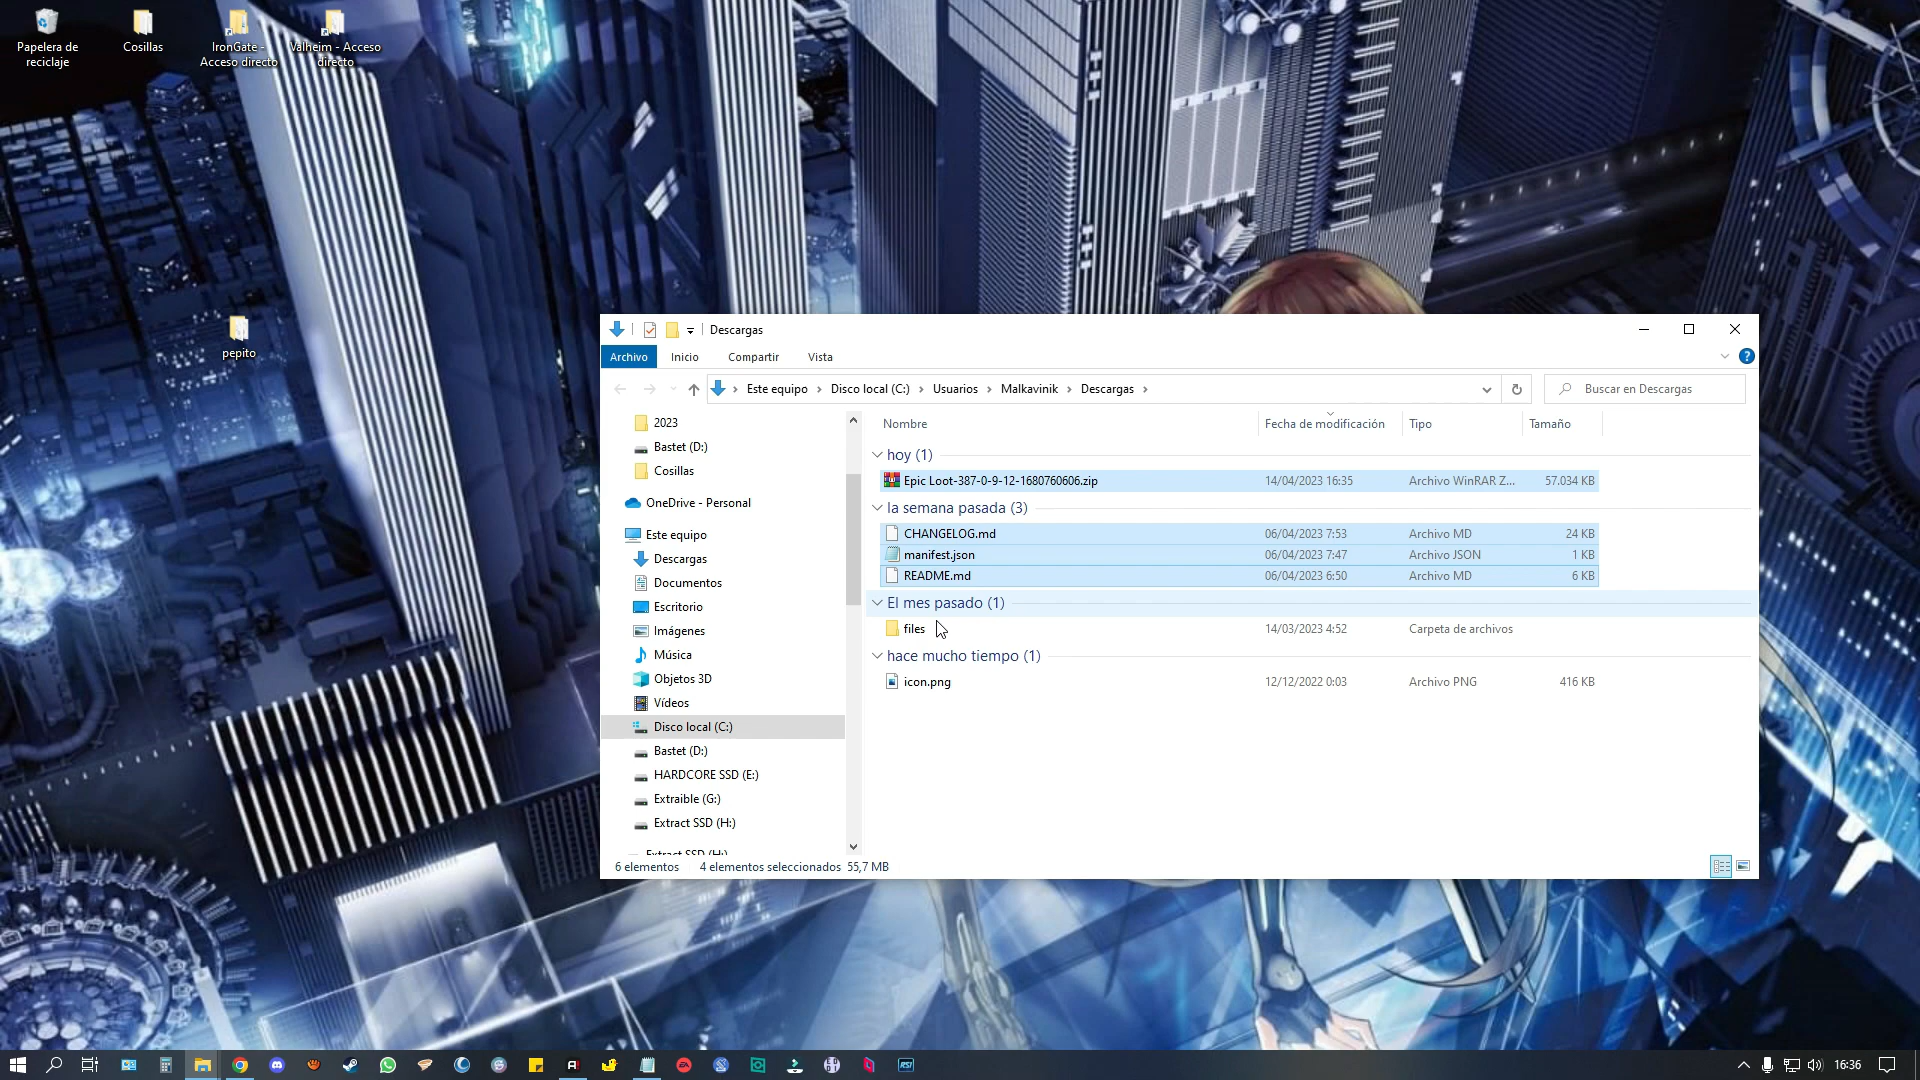 Papelera de
reciclaje
Cosillas
IronGate -
Acceso directo
Valheim - Acceso
directo
pepito
Descargas
Archivo
Inicio
Compartir
Vista
Este equipo
Disco local (C:)
Usuarios
Malkavinik
Descargas
Buscar en Descargas
2023
Bastet (D:)
Cosillas
OneDrive - Personal
Este equipo
Descargas
Documentos
Escritorio
Imágenes
Música
Objetos 3D
Vídeos
Disco local (C:)
Bastet (D:)
HARDCORE SSD (E:)
Extraible (G:)
Extract SSD (H:)
Extract SSD (H:)
Nombre
Fecha de modificación
Tipo
Tamaño
hoy (1)
Epic Loot-387-0-9-12-1680760606.zip 14/04/2023 16:35 Archivo WinRAR Z... 57.034 KB
la semana pasada (3)
CHANGELOG.md 06/04/2023 7:53 Archivo MD 24 KB
manifest.json 06/04/2023 7:47 Archivo JSON 1 KB
README.md 06/04/2023 6:50 Archivo MD 6 KB
El mes pasado (1)
files 14/03/2023 4:52 Carpeta de archivos
hace mucho tiempo (1)
icon.png 12/12/2022 0:03 Archivo PNG 416 KB
6 elementos
4 elementos seleccionados 55,7 MB
16:36